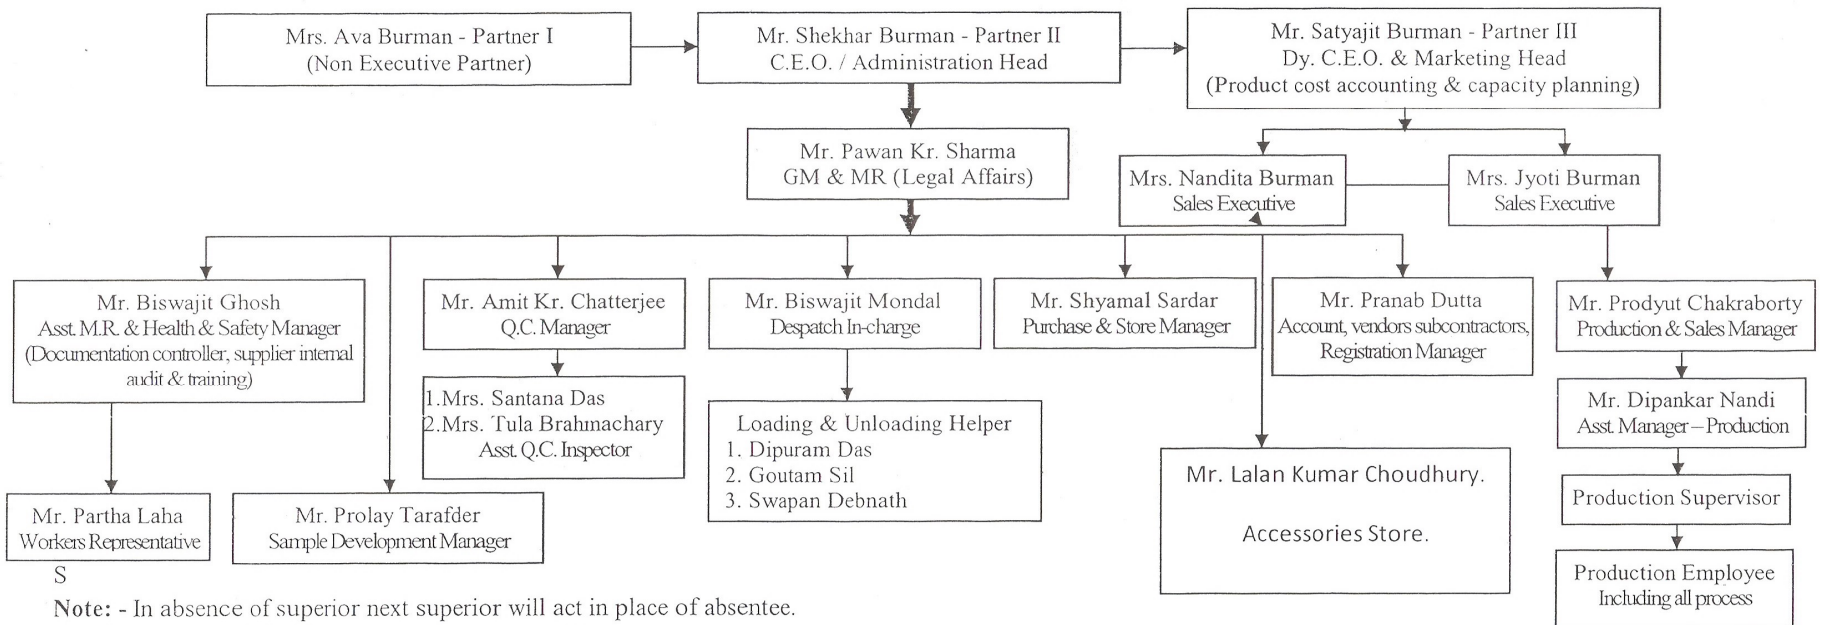 Mrs. Ava Burman - Partner I
(Non Executive Partner)
Mr. Shekhar Burman - Partner II
C.E.O. / Administration Head
Mr. Satyajit Burman - Partner III
Dy. C.E.O. & Marketing Head
(Product cost accounting & capacity planning)
Mr. Pawan Kr. Sharma
GM & MR (Legal Affairs)
Mrs. Nandita Burman
Sales Executive
Mrs. Jyoti Burman
Sales Executive
Mr. Biswajit Ghosh
Asst. M.R. & Health & Safety Manager
(Documentation controller, supplier internal
audit & training)
Mr. Amit Kr. Chatterjee
Q.C. Manager
Mr. Biswajit Mondal
Despatch In-charge
Mr. Shyamal Sardar
Purchase & Store Manager
Mr. Pranab Dutta
Account, vendors subcontractors,
Registration Manager
Mr. Prodyut Chakraborty
Production & Sales Manager
1.Mrs. Santana Das
2.Mrs. Tula Brahmachary
Asst. Q.C. Inspector
Loading & Unloading Helper
1. Dipuram Das
2. Goutam Sil
3. Swapan Debnath
Mr. Dipankar Nandi
Asst. Manager – Production
Mr. Lalan Kumar Choudhury.
Accessories Store.
Production Supervisor
Mr. Partha Laha
Workers Representative
Mr. Prolay Tarafder
Sample Development Manager
Production Employee
Including all process
S
Note: - In absence of superior next superior will act in place of absentee.